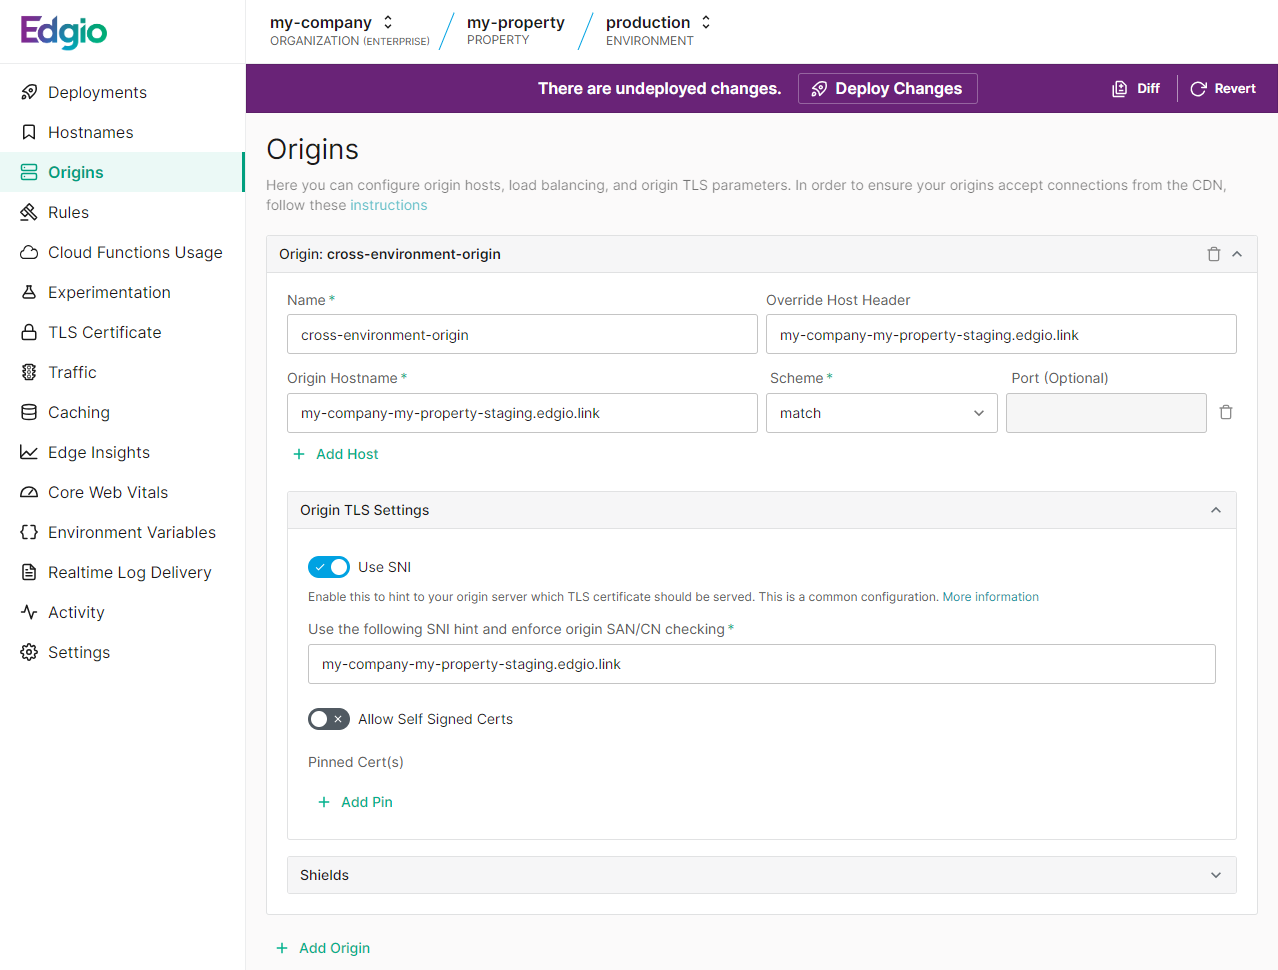 Edgio
my-company
ORGANIZATION (ENTERPRISE)
my-property
PROPERTY
production
ENVIRONMENT
There are undeployed changes.
Deploy Changes
Diff
Revert
Deployments
Hostnames
Origins
Rules
Cloud Functions Usage
Experimentation
TLS Certificate
Traffic
Caching
Edge Insights
Core Web Vitals
Environment Variables
Realtime Log Delivery
Activity
Settings
Origins
Here you can configure origin hosts, load balancing, and origin TLS parameters. In order to ensure your origins accept connections from the CDN,
follow these instructions
Origin: cross-environment-origin
Name *
Override Host Header
cross-environment-origin
my-company-my-property-staging.edgio.link
Origin Hostname *
Scheme *
Port (Optional)
my-company-my-property-staging.edgio.link
match
+ Add Host
Origin TLS Settings
Use SNI
Enable this to hint to your origin server which TLS certificate should be served. This is a common configuration. More information
Use the following SNI hint and enforce origin SAN/CN checking *
my-company-my-property-staging.edgio.link
Allow Self Signed Certs
Pinned Cert(s)
+ Add Pin
Shields
+ Add Origin